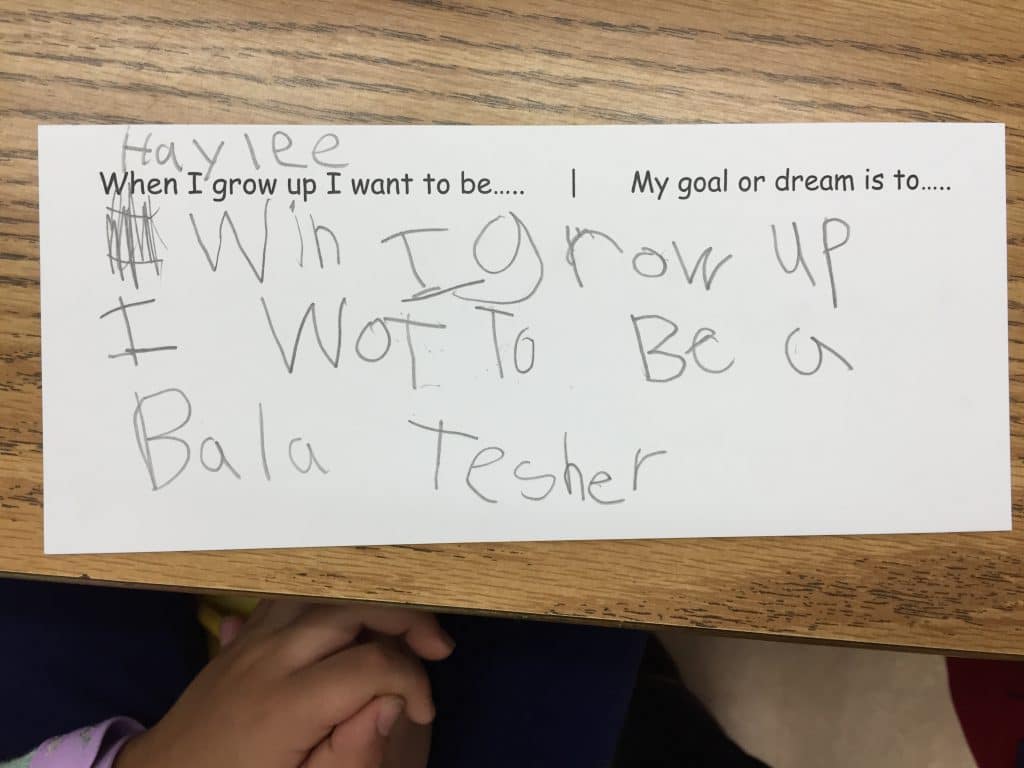 Haylee
When I grow up I want to be..... | My goal or dream is to.....
Win I grow up
I Wot To Be a
Bala Tesher